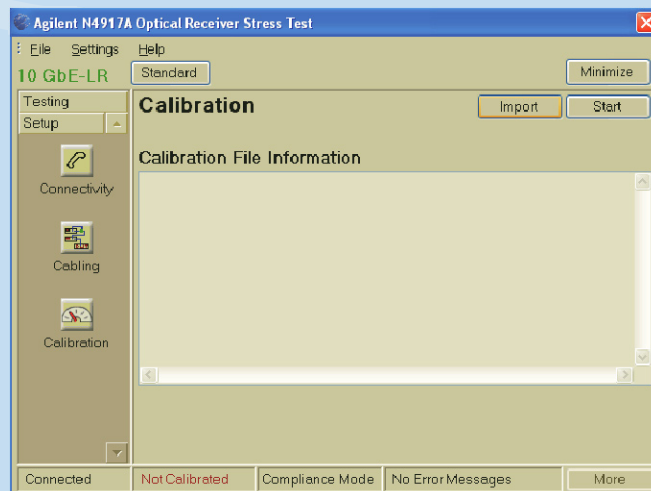 Agilent N4917A Optical Receiver Stress Test
File Settings Help
10 GbE-LR Standard Minimize
Testing
Setup
Calibration Import Start
Calibration File Information
Connectivity
Cabling
Calibration
Connected Not Calibrated Compliance Mode No Error Messages More